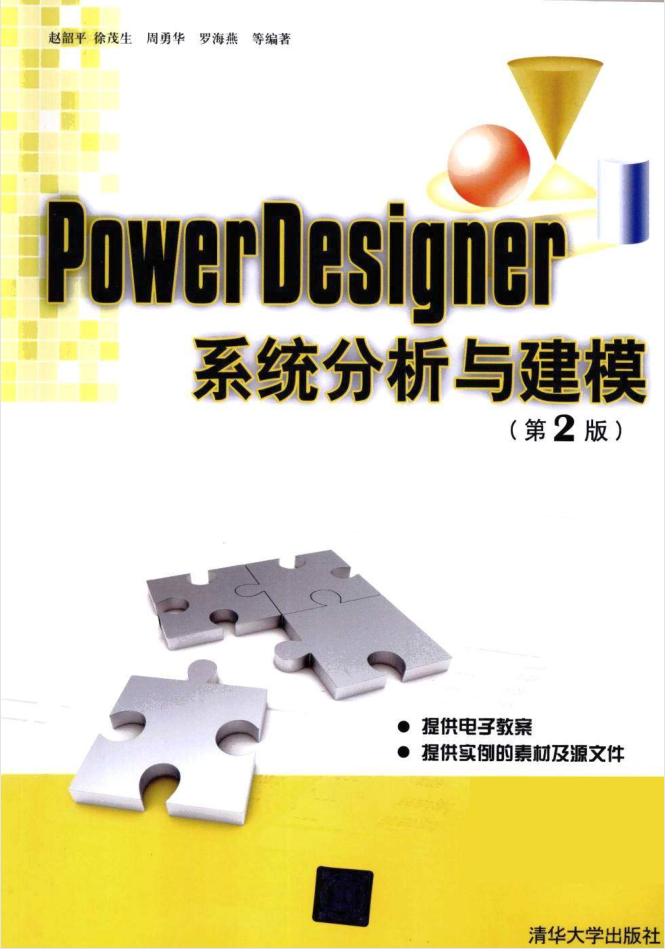 赵韶平 徐茂生 周勇华 罗海燕 等编著
PowerDesigner
系统分析与建模
（第2版）
● 提供电子教案
● 提供实例的素材及源文件
清华大学出版社